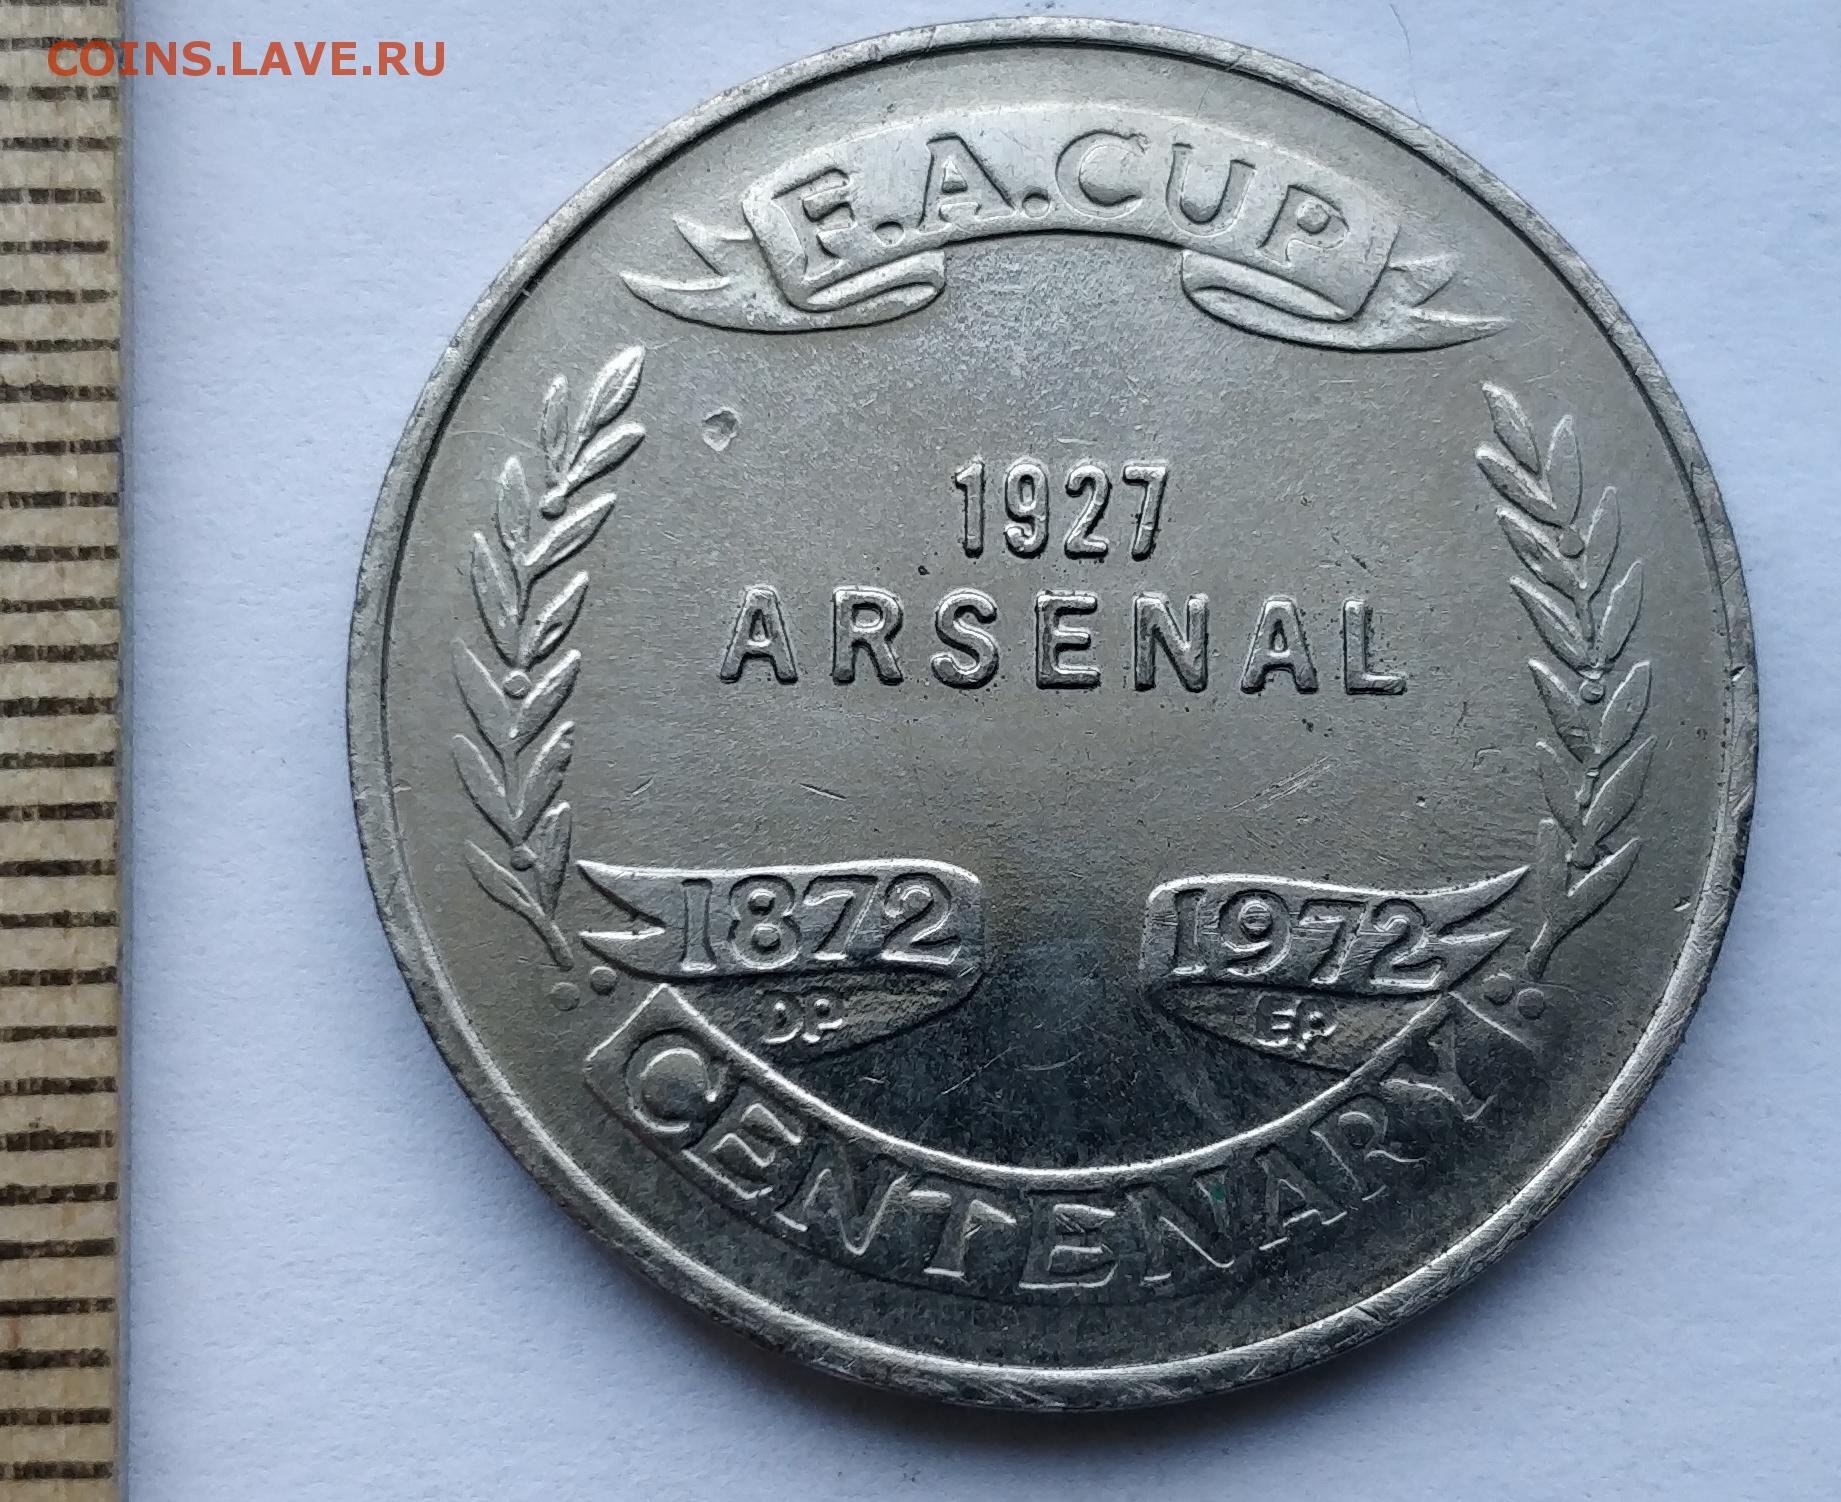 COINS.LAVE.RU
F.A.CUP
1927
ARSENAL
1872 1972
DP EP
CENTENARY